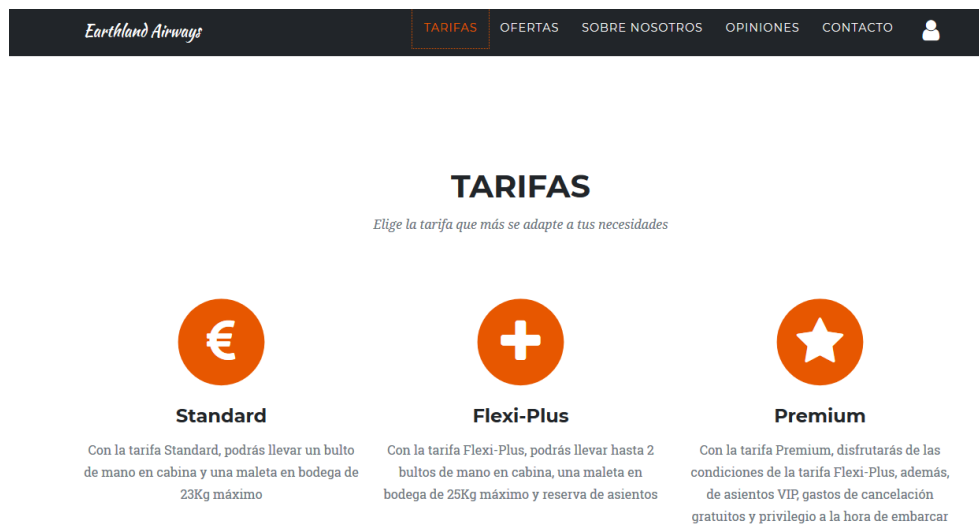 Earthland Airways
TARIFAS
OFERTAS
SOBRE NOSOTROS
OPINIONES
CONTACTO
TARIFAS
Elige la tarifa que más se adapte a tus necesidades
€
Standard
Con la tarifa Standard, podrás llevar un bulto
de mano en cabina y una maleta en bodega de
23Kg máximo
Flexi-Plus
Con la tarifa Flexi-Plus, podrás llevar hasta 2
bultos de mano en cabina, una maleta en
bodega de 25Kg máximo y reserva de asientos
Premium
Con la tarifa Premium, disfrutarás de las
condiciones de la tarifa Flexi-Plus, además,
de asientos VIP, gastos de cancelación
gratuitos y privilegio a la hora de embarcar